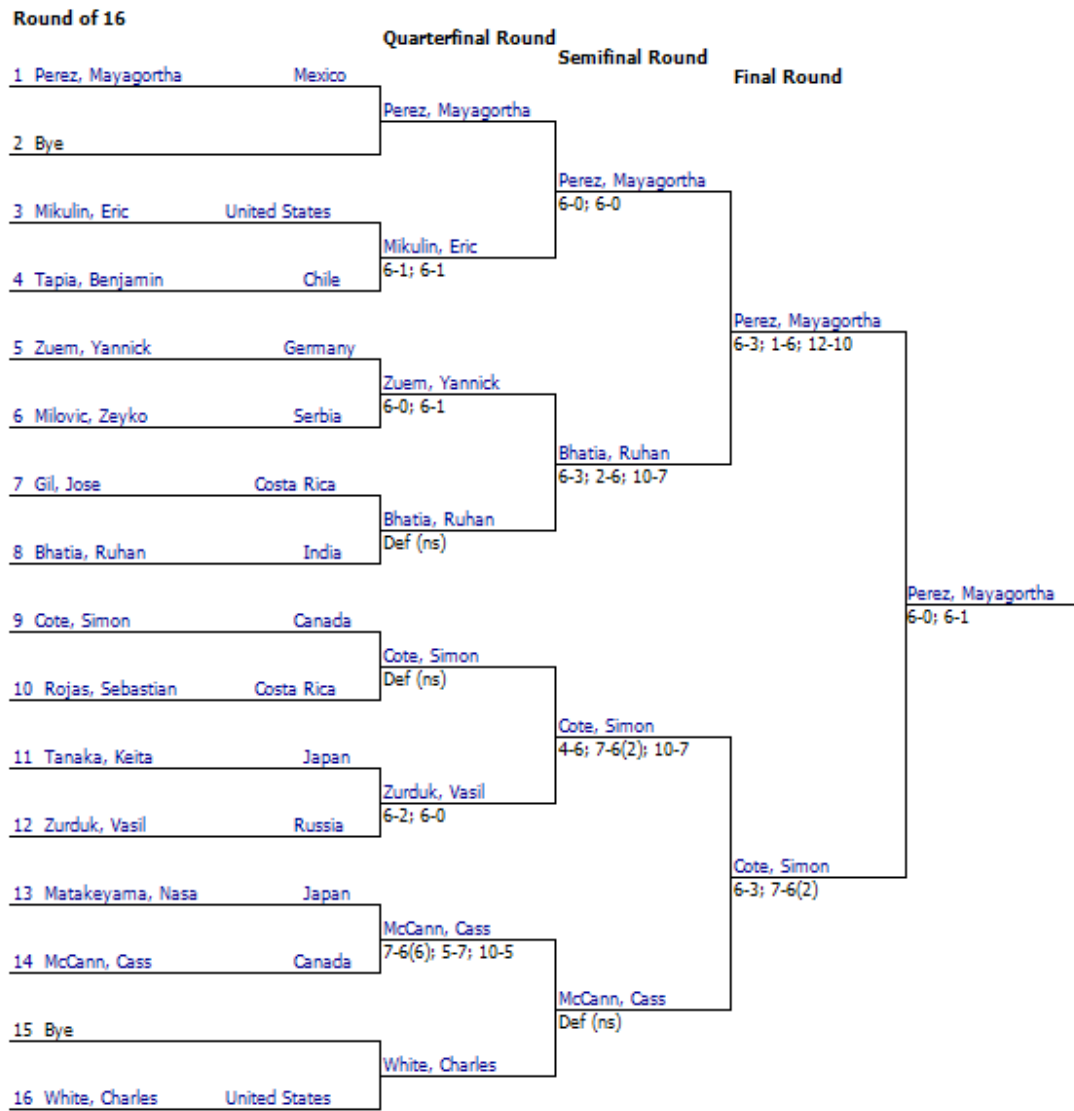 Round of 16
Quarterfinal Round
Semifinal Round
Final Round
1 Perez, Mayagortha Mexico
Perez, Mayagortha
2 Bye
Perez, Mayagortha
6-0; 6-0
3 Mikulin, Eric United States
Mikulin, Eric
6-1; 6-1
4 Tapia, Benjamin Chile
Perez, Mayagortha
6-3; 1-6; 12-10
5 Zuem, Yannick Germany
Zuem, Yannick
6-0; 6-1
6 Milovic, Zeyko Serbia
Bhatia, Ruhan
6-3; 2-6; 10-7
7 Gil, Jose Costa Rica
Bhatia, Ruhan
Def (ns)
8 Bhatia, Ruhan India
Perez, Mayagortha
6-0; 6-1
9 Cote, Simon Canada
Cote, Simon
Def (ns)
10 Rojas, Sebastian Costa Rica
Cote, Simon
4-6; 7-6(2); 10-7
11 Tanaka, Keita Japan
Zurduk, Vasil
6-2; 6-0
12 Zurduk, Vasil Russia
Cote, Simon
6-3; 7-6(2)
13 Matakeyama, Nasa Japan
McCann, Cass
7-6(6); 5-7; 10-5
14 McCann, Cass Canada
McCann, Cass
Def (ns)
15 Bye
White, Charles
16 White, Charles United States